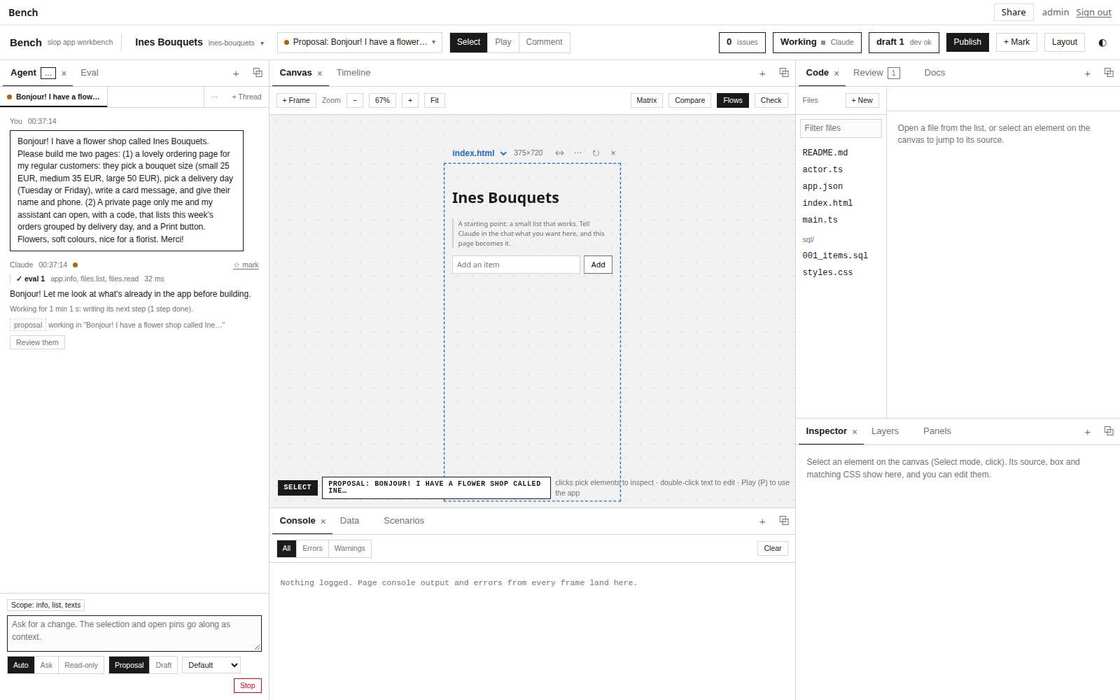 Bench
Share admin Sign out
Bench slop app workbench Ines Bouquets ines-bouquets Proposal: Bonjour! I have a flower… Select Play Comment 0 issues Working Claude draft 1 dev ok Publish + Mark Layout
Agent … × Eval +
Bonjour! I have a flow… ··· + Thread
You 00:37:14
Bonjour! I have a flower shop called Ines Bouquets.
Please build me two pages: (1) a lovely ordering page for
my regular customers: they pick a bouquet size (small 25
EUR, medium 35 EUR, large 50 EUR), pick a delivery day
(Tuesday or Friday), write a card message, and give their
name and phone. (2) A private page only me and my
assistant can open, with a code, that lists this week's
orders grouped by delivery day, and a Print button.
Flowers, soft colours, nice for a florist. Merci!
Claude 00:37:14 ☆ mark
✓ eval 1 app.info, files.list, files.read 32 ms
Bonjour! Let me look at what's already in the app before building.
Working for 1 min 1 s: writing its next step (1 step done).
proposal working in "Bonjour! I have a flower shop called Ine…"
Review them
Scope: info, list, texts
Ask for a change. The selection and open pins go along as
context.
Auto Ask Read-only Proposal Draft Default
Stop
Canvas × Timeline +
+ Frame Zoom − 67% + Fit Matrix Compare Flows Check
index.html 375×720 ··· ×
Ines Bouquets
A starting point: a small list that works. Tell
Claude in the chat what you want here, and this
page becomes it.
Add an item Add
SELECT
PROPOSAL: BONJOUR! I HAVE A FLOWER SHOP CALLED
INE…
clicks pick elements to inspect · double-click text to edit · Play (P) to use
the app
Console × Data Scenarios +
All Errors Warnings Clear
Nothing logged. Page console output and errors from every frame land here.
Code × Review 1 Docs +
Files + New
Filter files
README.md
actor.ts
app.json
index.html
main.ts
sql/
001_items.sql
styles.css
Open a file from the list, or select an element on the
canvas to jump to its source.
Inspector × Layers Panels +
Select an element on the canvas (Select mode, click). Its source, box and
matching CSS show here, and you can edit them.